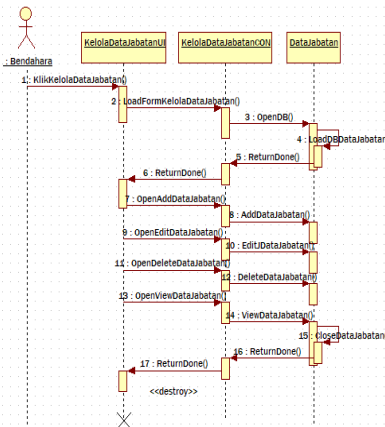 KelolaDataJabatanUI
KelolaDataJabatanCON
DataJabatan
: Bendahara
1 : KlikKelolaDataJabatan()
2 : LoadFormKelolaDataJabatan()
3 : OpenDB()
4 : LoadDBDataJabatan
5 : ReturnDone()
6 : ReturnDone()
7 : OpenAddDataJabatan()
8 : AddDataJabatan()
9 : OpenEditDataJabatan()
10 : EditJDataJabatan()
11 : OpenDeleteDataJabatan()
12 : DeleteDataJabatan()
13 : OpenViewDataJabatan()
14 : ViewDataJabatan()
15 : CloseDataJabatan
16 : ReturnDone()
17 : ReturnDone()
<<destroy>>